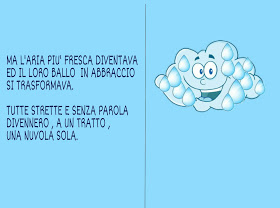 MA L'ARIA PIU' FRESCA DIVENTAVA
ED IL LORO BALLO IN ABBRACCIO
SI TRASFORMAVA.
TUTTE STRETTE E SENZA PAROLA
DIVENNERO , A UN TRATTO ,
UNA NUVOLA SOLA.